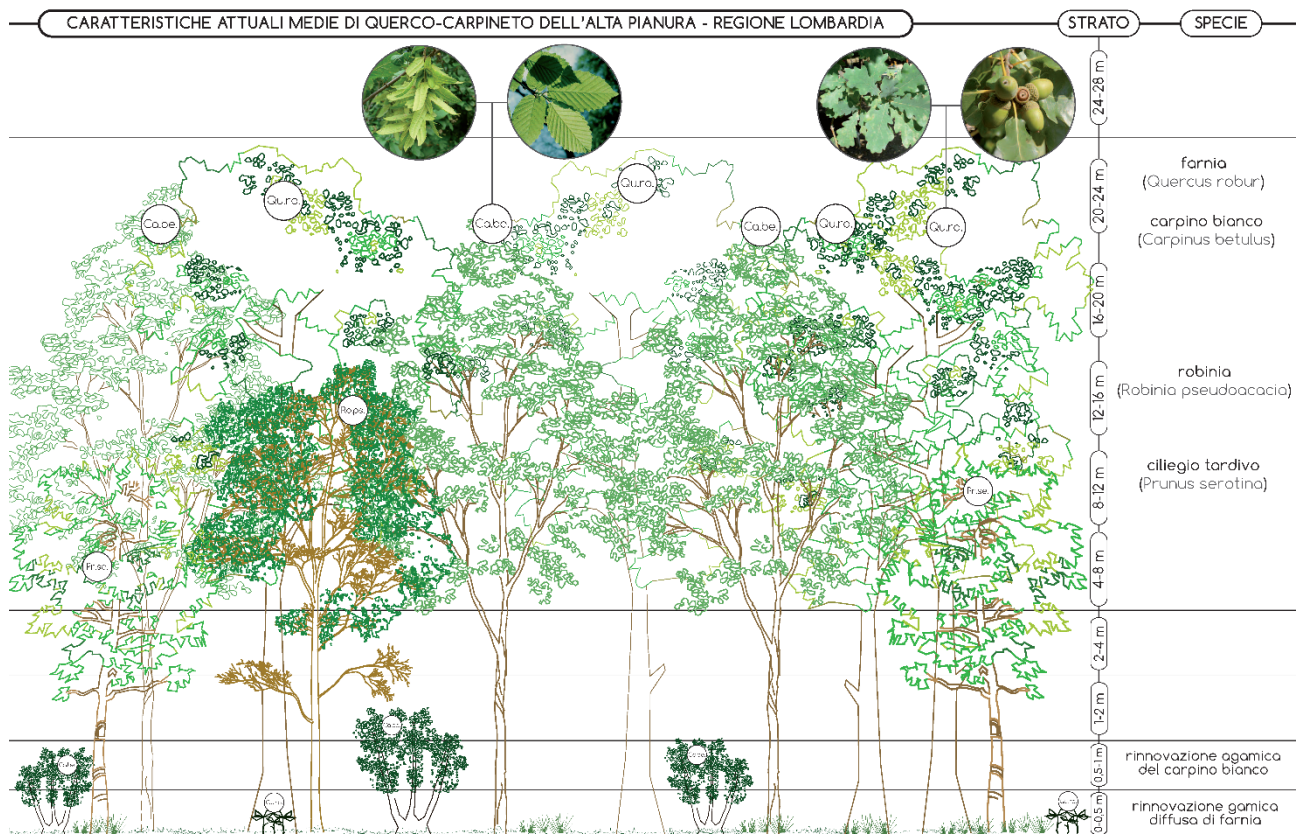 CARATTERISTICHE ATTUALI MEDIE DI QUERCO-CARPINETO DELL'ALTA PIANURA - REGIONE LOMBARDIA
STRATO
SPECIE
24-28 m
20-24 m
farnia
(Quercus robur)
carpino bianco
(Carpinus betulus)
Qu.ro.
Qu.ro.
Ca.be.
Ca.be.
Ca.be.
Qu.ro.
Qu.ro.
16-20 m
12-16 m
robinia
(Robinia pseudoacacia)
Ro.ps.
8-12 m
ciliegio tardivo
(Prunus serotina)
Pr.se.
Pr.se.
4-8 m
2-4 m
1-2 m
0,5-1 m
rinnovazione agamica
del carpino bianco
0-0,5 m
rinnovazione gamica
diffusa di farnia